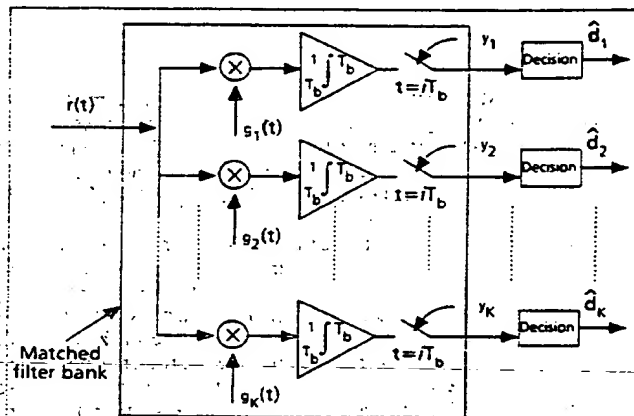 r(t)
g₁(t)
1/T_b ∫ T_b
t=iT_b
y₁
Decision
d̂₁
g₂(t)
1/T_b ∫ T_b
t=iT_b
y₂
Decision
d̂₂
g_K(t)
1/T_b ∫ T_b
t=iT_b
y_K
Decision
d̂_K
Matched
filter bank